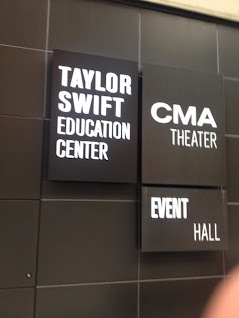 TAYLOR
SWIFT
EDUCATION
CENTER
CMA
THEATER
EVENT
HALL